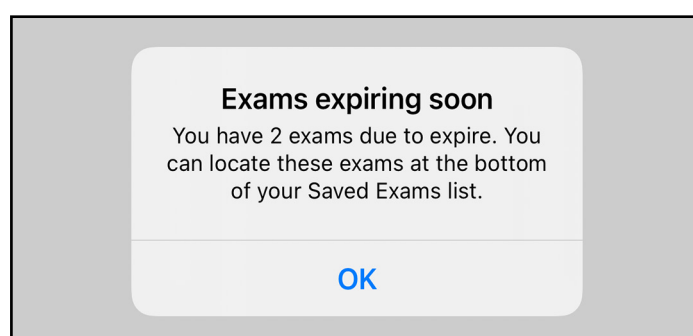 Exams expiring soon
You have 2 exams due to expire. You
can locate these exams at the bottom
of your Saved Exams list.
OK